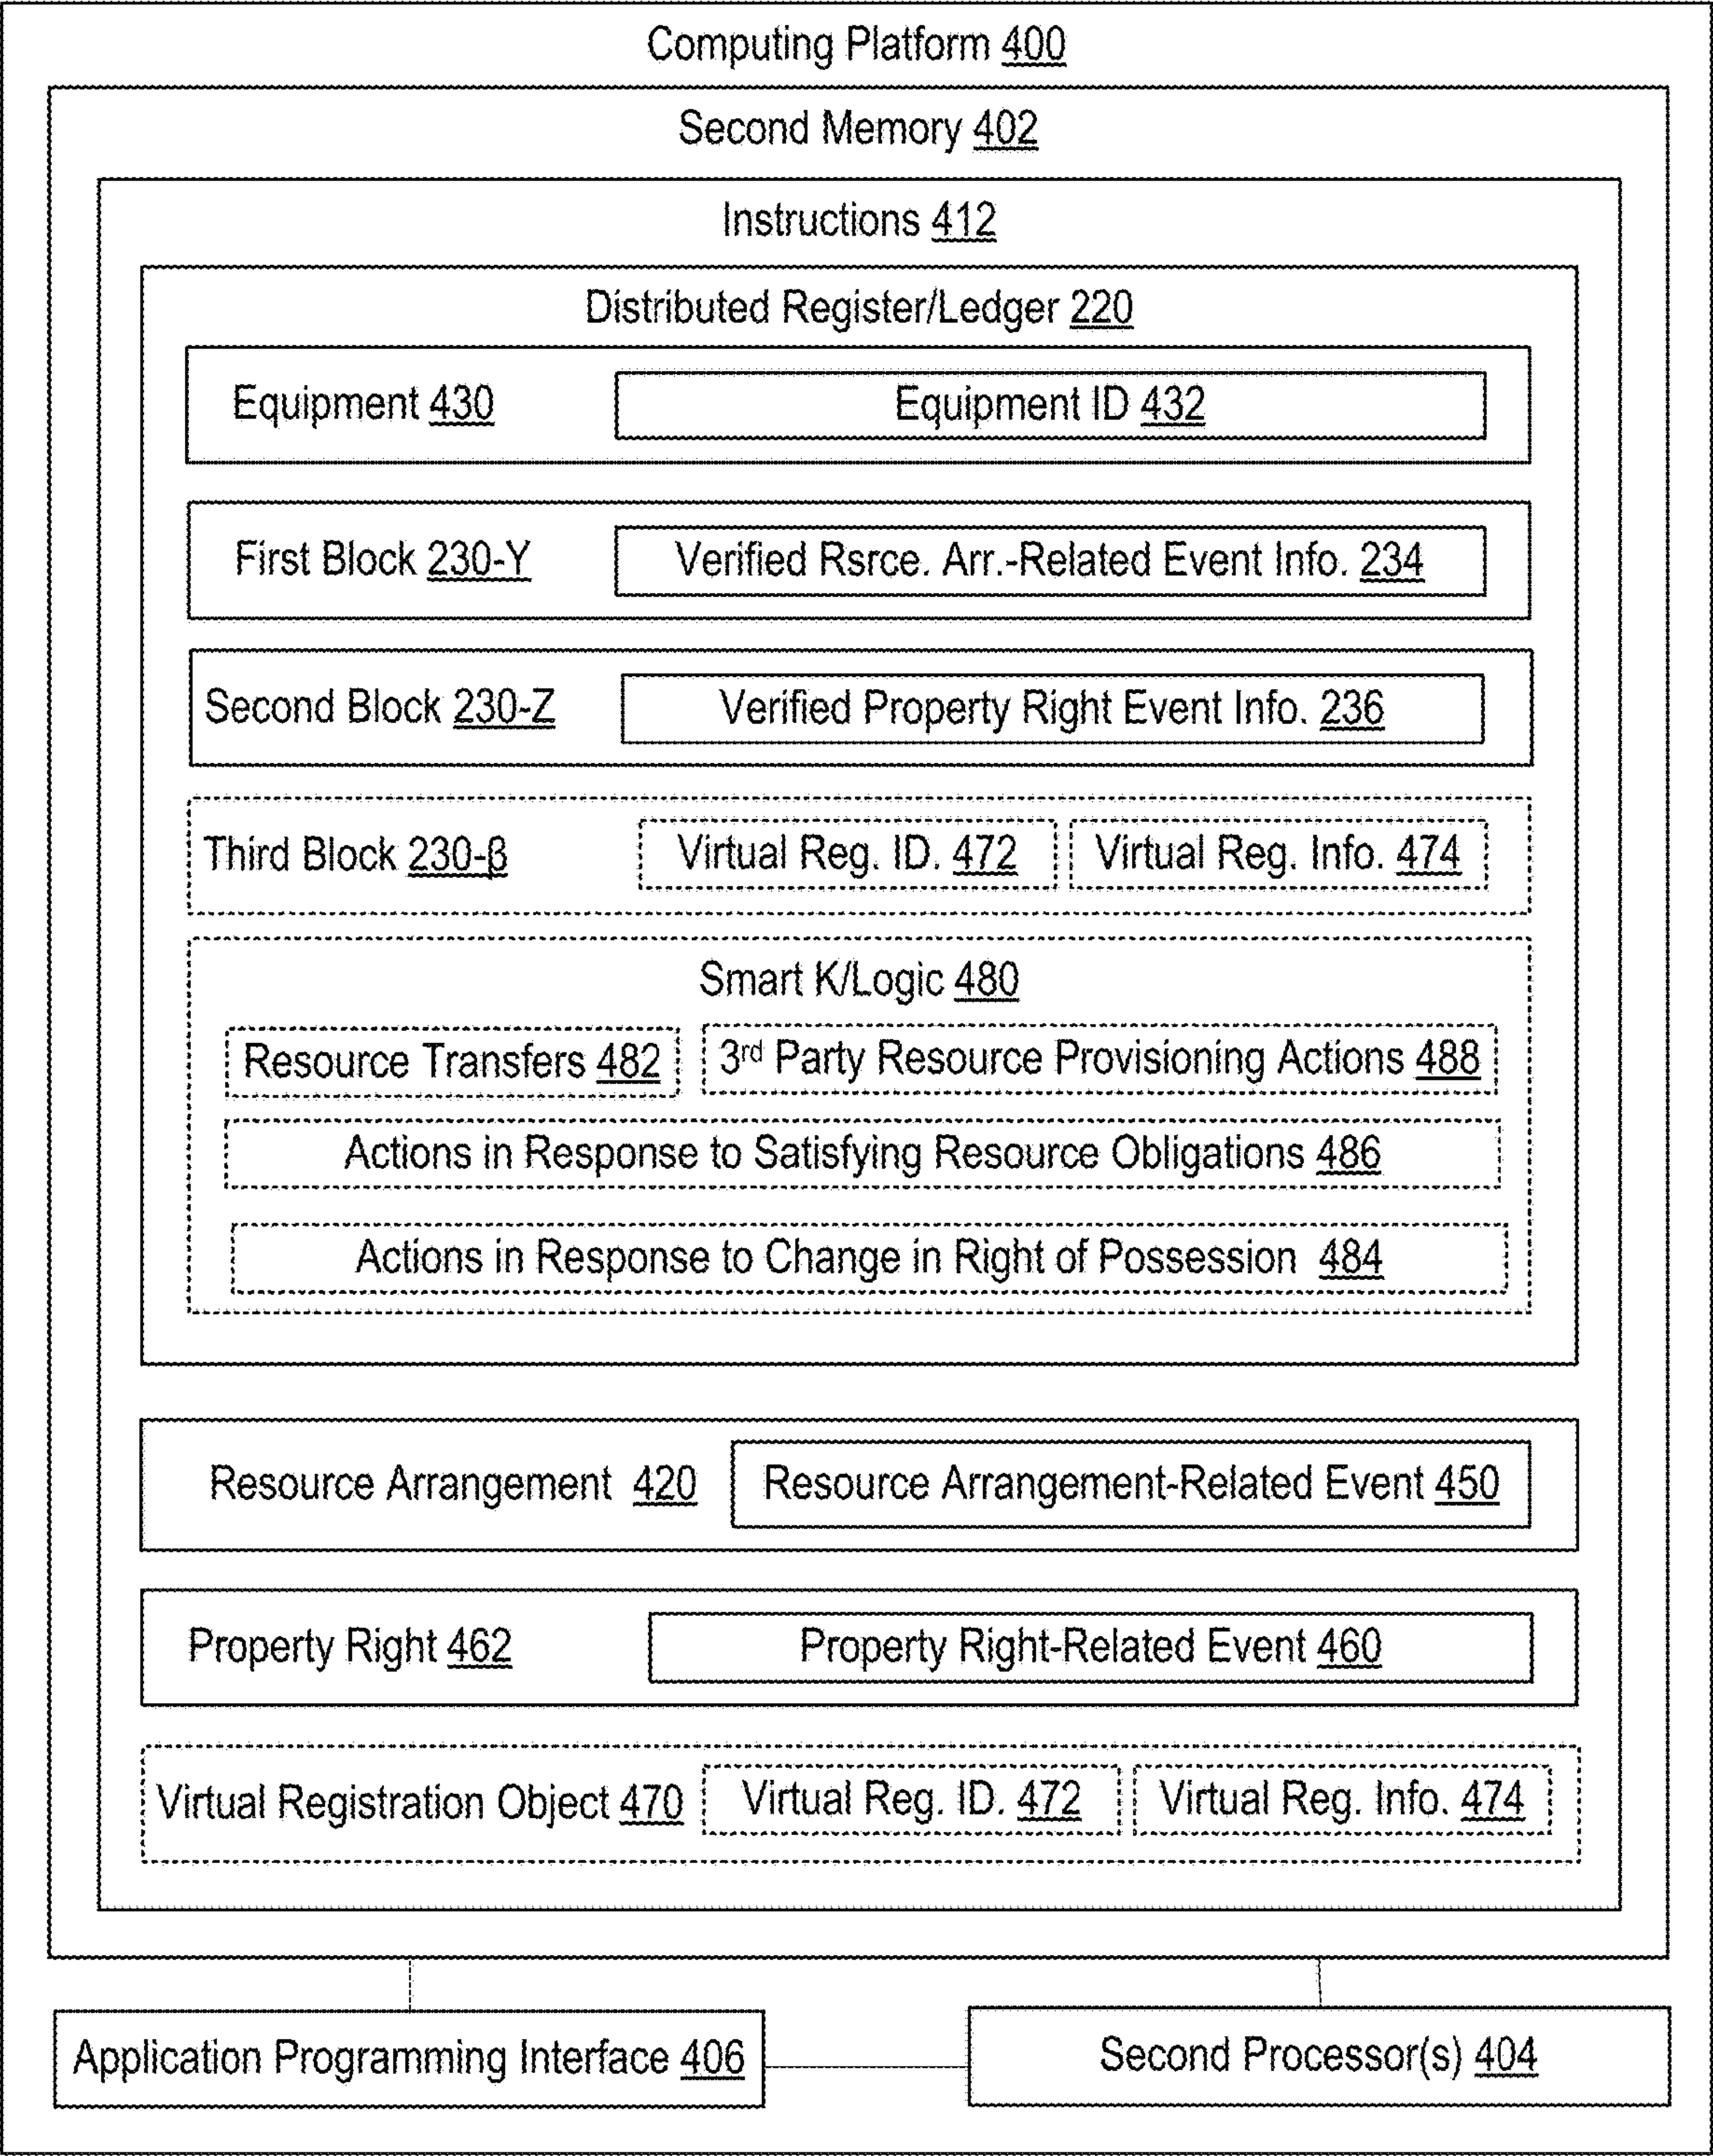 Computing Platform 400
Second Memory 402
Instructions 412
Distributed Register/Ledger 220
Equipment 430
Equipment ID 432
First Block 230-Y
Verified Rsrce. Arr.-Related Event Info. 234
Second Block 230-Z
Verified Property Right Event Info. 236
Third Block 230-β
Virtual Reg. ID. 472
Virtual Reg. Info. 474
Smart K/Logic 480
Resource Transfers 482
3rd Party Resource Provisioning Actions 488
Actions in Response to Satisfying Resource Obligations 486
Actions in Response to Change in Right of Possession 484
Resource Arrangement 420
Resource Arrangement-Related Event 450
Property Right 462
Property Right-Related Event 460
Virtual Registration Object 470
Virtual Reg. ID. 472
Virtual Reg. Info. 474
Application Programming Interface 406
Second Processor(s) 404